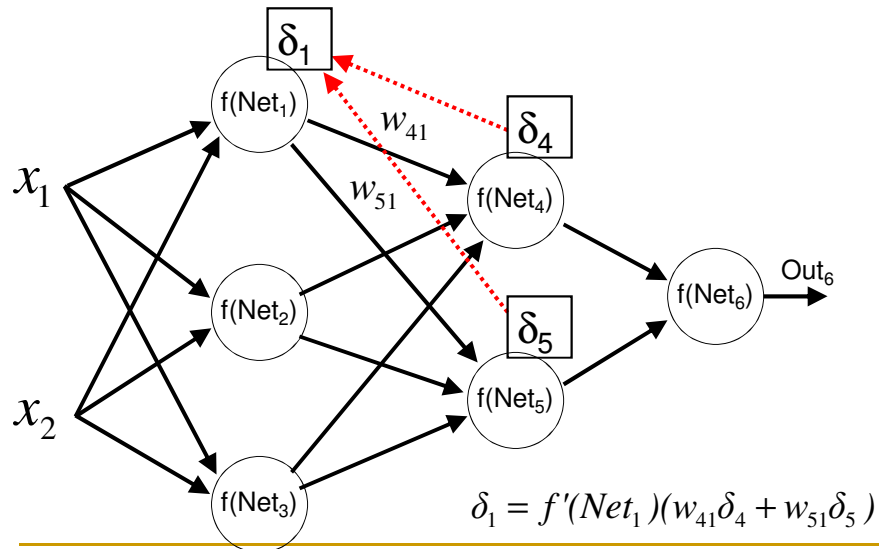 δ₁
f(Net₁)
w₄₁
δ₄
x₁
w₅₁
f(Net₄)
Out₆
f(Net₂)
f(Net₆)
δ₅
x₂
f(Net₅)
f(Net₃)
δ₁ = f'(Net₁)(w₄₁δ₄ + w₅₁δ₅)